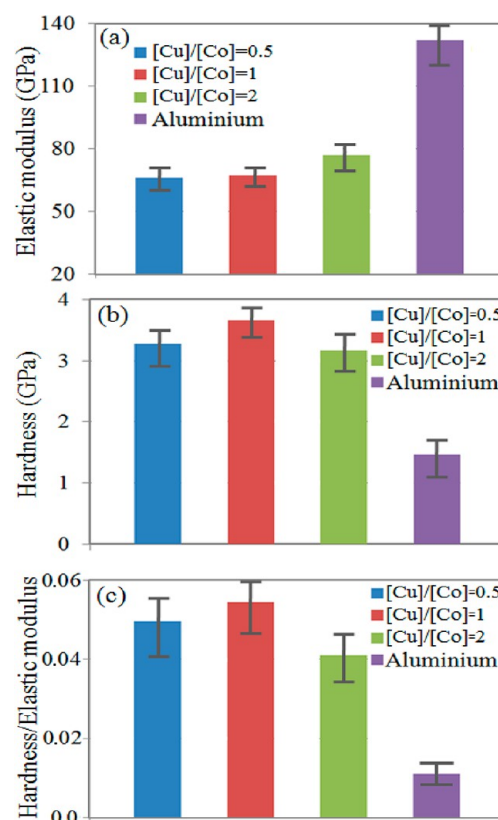 140
(a)
[Cu]/[Co]=0.5
[Cu]/[Co]=1
[Cu]/[Co]=2
Aluminium
110
80
50
20
Elastic modulus (GPa)
4
(b)
[Cu]/[Co]=0.5
[Cu]/[Co]=1
[Cu]/[Co]=2
Aluminium
3
2
1
0
Hardness (GPa)
0.06
(c)
[Cu]/[Co]=0.5
[Cu]/[Co]=1
[Cu]/[Co]=2
Aluminium
0.04
0.02
0.0
Hardness/Elastic modulus